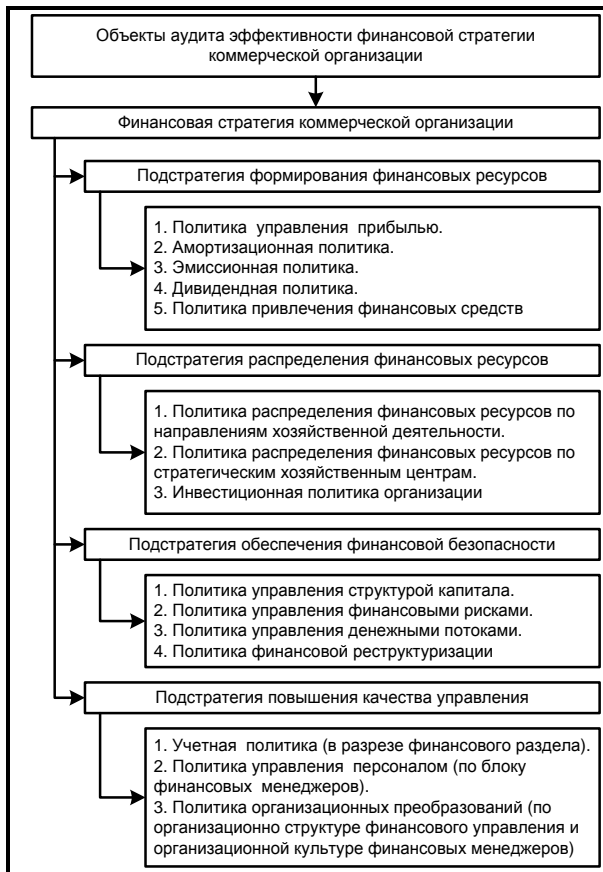 Объекты аудита эффективности финансовой стратегии
коммерческой организации
Финансовая стратегия коммерческой организации
Подстратегия формирования финансовых ресурсов
1. Политика управления прибылью.
2. Амортизационная политика.
3. Эмиссионная политика.
4. Дивидендная политика.
5. Политика привлечения финансовых средств
Подстратегия распределения финансовых ресурсов
1. Политика распределения финансовых ресурсов по
направлениям хозяйственной деятельности.
2. Политика распределения финансовых ресурсов по
стратегическим хозяйственным центрам.
3. Инвестиционная политика организации
Подстратегия обеспечения финансовой безопасности
1. Политика управления структурой капитала.
2. Политика управления финансовыми рисками.
3. Политика управления денежными потоками.
4. Политика финансовой реструктуризации
Подстратегия повышения качества управления
1. Учетная политика (в разрезе финансового раздела).
2. Политика управления персоналом (по блоку
финансовых менеджеров).
3. Политика организационных преобразований (по
организационно структуре финансового управления и
организационной культуре финансовых менеджеров)